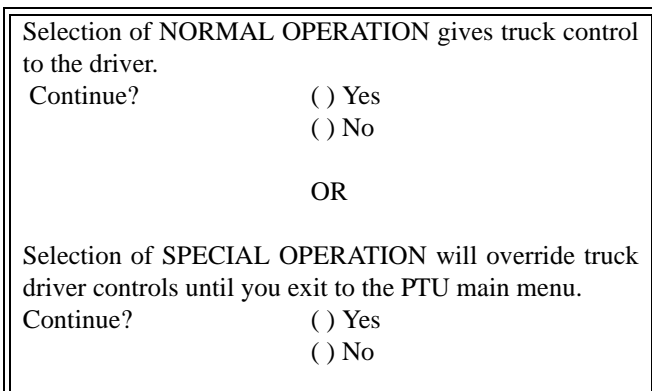 Selection of NORMAL OPERATION gives truck control
to the driver.
Continue? ( ) Yes
( ) No
OR
Selection of SPECIAL OPERATION will override truck
driver controls until you exit to the PTU main menu.
Continue? ( ) Yes
( ) No